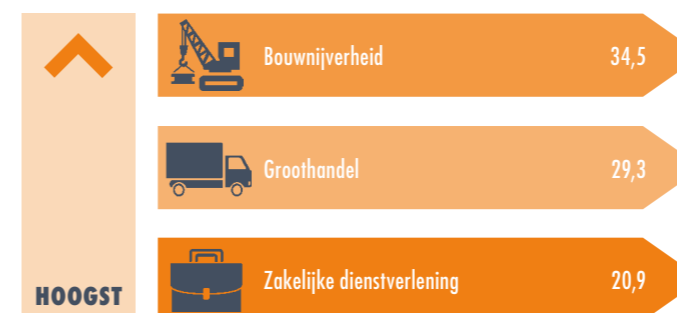 Bouwnijverheid 34,5
Groothandel 29,3
Zakelijke dienstverlening 20,9
HOOGST